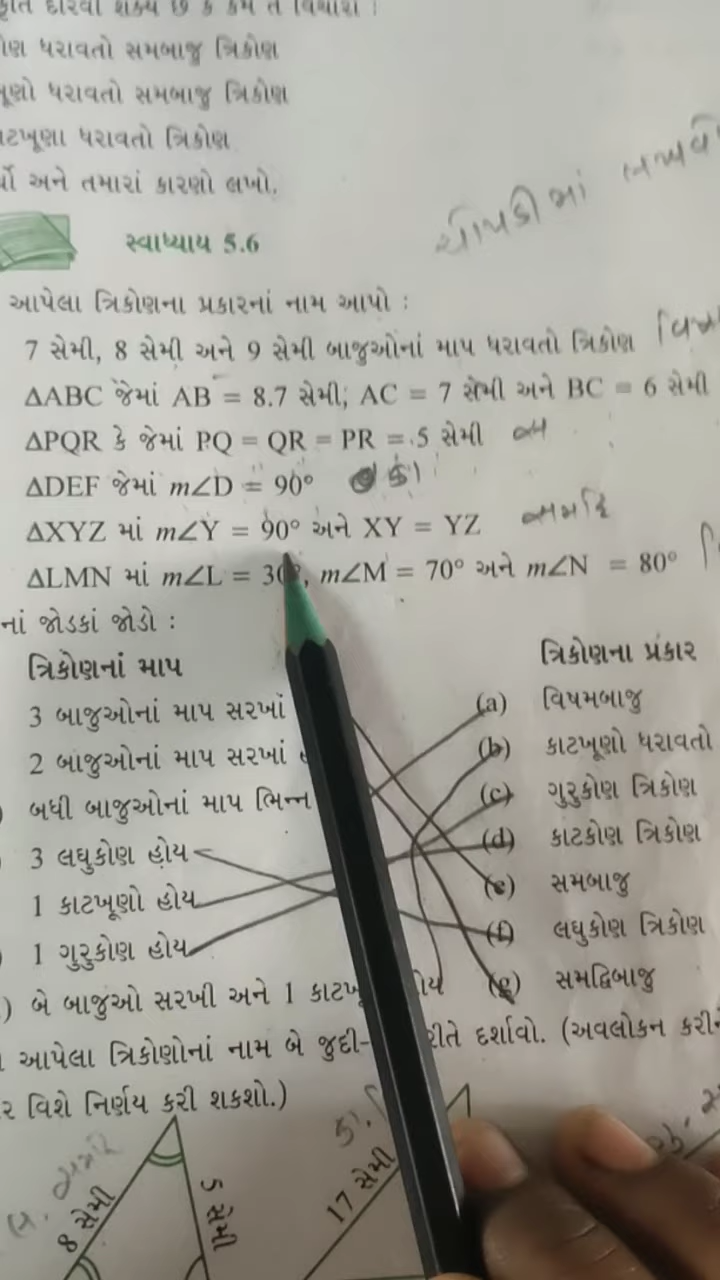 ધરાવતો સમબાજુ ત્રિકોણ
ધરાવતો સમબાજુ ત્રિકોણ
ધરાવતો ત્રિકોણ
અને તમારાં કારણો લખો.
ચોપડીમાં
સ્વાધ્યાય 5.6
આપેલા ત્રિકોણના પ્રકારનાં નામ આપો :
7 સેમી, 8 સેમી અને 9 સેમી બાજુઓનાં માપ ધરાવતો ત્રિકોણ
ΔABC જેમાં AB = 8.7 સેમી, AC = 7 સેમી અને BC = 6 સેમી
ΔPQR કે જેમાં PQ = QR = PR = 5 સેમી સ
ΔDEF જેમાં m∠D = 90° કા
ΔXYZ માં m∠Y = 90° અને XY = YZ સમદ્વિ
ΔLMN માં m∠L = 30°, m∠M = 70° અને m∠N = 80°
નાં જોડકાં જોડો :
ત્રિકોણનાં માપ ત્રિકોણના પ્રકાર
3 બાજુઓનાં માપ સરખાં (a) વિષમબાજુ
2 બાજુઓનાં માપ સરખાં (b) કાટખૂણો ધરાવતો
બધી બાજુઓનાં માપ ભિન્ન (c) ગુરુકોણ ત્રિકોણ
3 લઘુકોણ હોય (d) કાટકોણ ત્રિકોણ
1 કાટખૂણો હોય (e) સમબાજુ
1 ગુરુકોણ હોય (f) લઘુકોણ ત્રિકોણ
) બે બાજુઓ સરખી અને 1 હોય (g) સમદ્વિબાજુ
આપેલા ત્રિકોણોનાં નામ બે જુદી- રીતે દર્શાવો. (અવલોકન
વિશે નિર્ણય કરી શકશો.)
8 સેમી
5 સેમી
કા.
17 સેમી